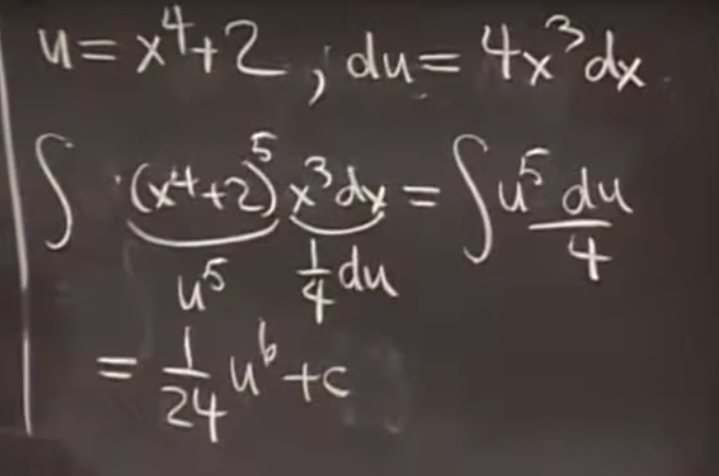 u = x⁴+2 , du = 4x³dx
∫ (x⁴+2)⁵ x³dx = ∫ u⁵ du/4
u⁵ 1/4 du
= 1/24 u⁶ + c